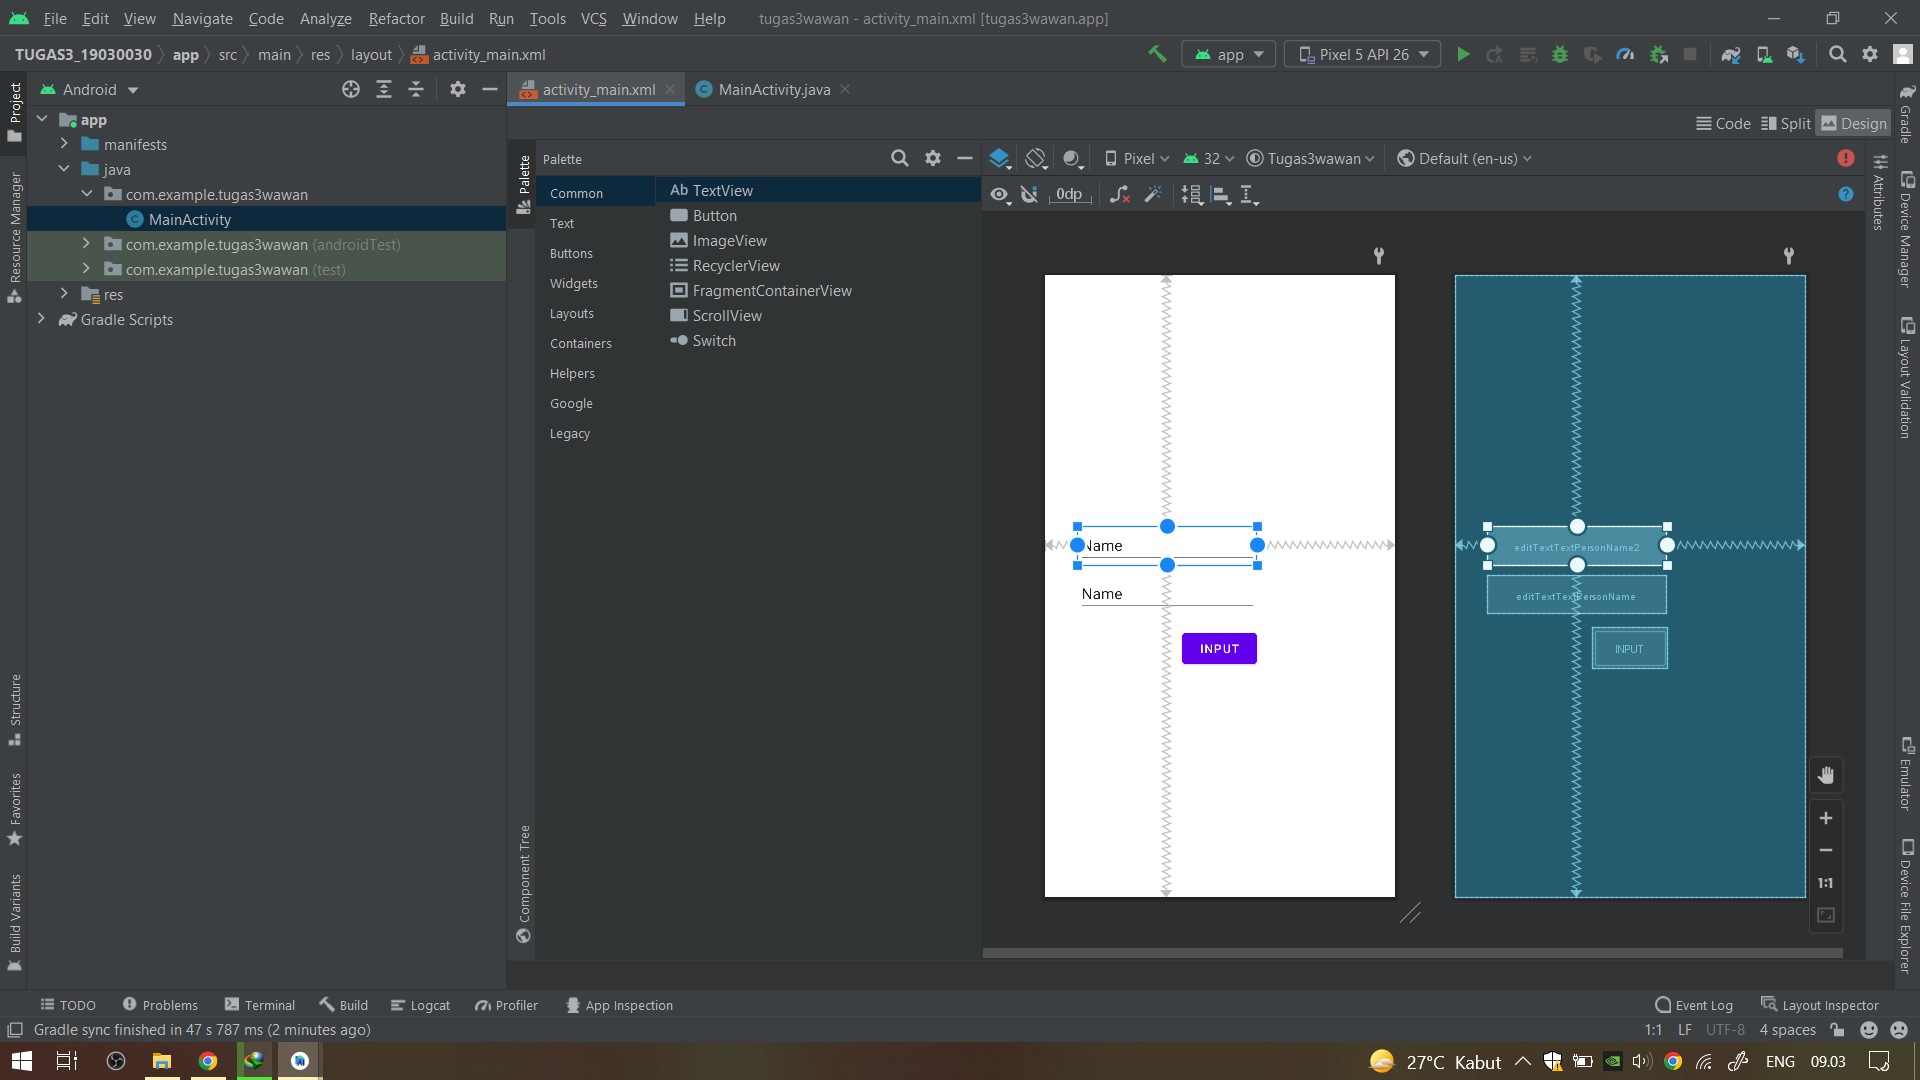 File Edit View Navigate Code Analyze Refactor Build Run Tools VCS Window Help tugas3wawan - activity_main.xml [tugas3wawan.app]
TUGAS3_19030030 app src main res layout activity_main.xml app Pixel 5 API 26
Project
Android
activity_main.xml MainActivity.java
app
manifests
java
com.example.tugas3wawan
MainActivity
com.example.tugas3wawan (androidTest)
com.example.tugas3wawan (test)
res
Gradle Scripts
Resource Manager
Structure
Favorites
Build Variants
Code Split Design
Palette
Palette
Common
Text
Buttons
Widgets
Layouts
Containers
Helpers
Google
Legacy
Ab TextView
Button
ImageView
RecyclerView
FragmentContainerView
ScrollView
Switch
Component Tree
Pixel 32 Tugas3wawan Default (en-us)
0dp
Name
Name
INPUT
editTextTextPersonName2
editTextTextPersonName
INPUT
1:1
Attributes
Gradle
Device Manager
Layout Validation
Emulator
Device File Explorer
TODO Problems Terminal Build Logcat Profiler App Inspection Event Log Layout Inspector
Gradle sync finished in 47 s 787 ms (2 minutes ago) 1:1 LF UTF-8 4 spaces
27°C Kabut ENG 09.03